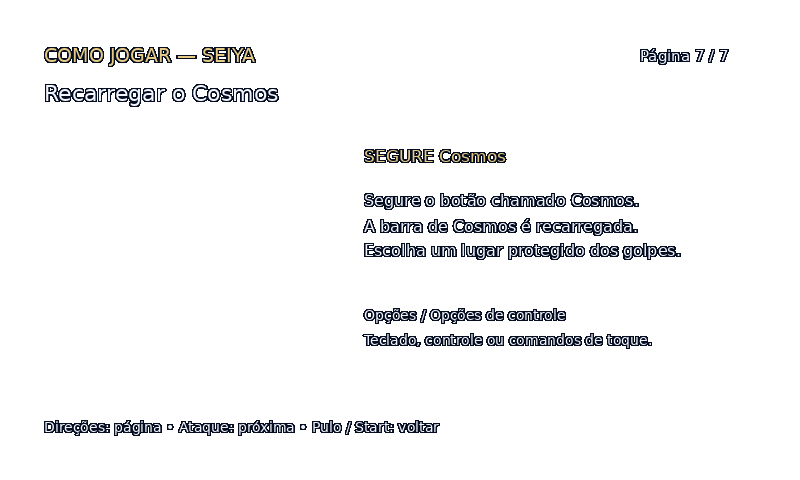 COMO JOGAR — SEIYA
Página 7 / 7
Recarregar o Cosmos
SEGURE Cosmos
Segure o botão chamado Cosmos.
A barra de Cosmos é recarregada.
Escolha um lugar protegido dos golpes.
Opções / Opções de controle
Teclado, controle ou comandos de toque.
Direções: página • Ataque: próxima • Pulo / Start: voltar